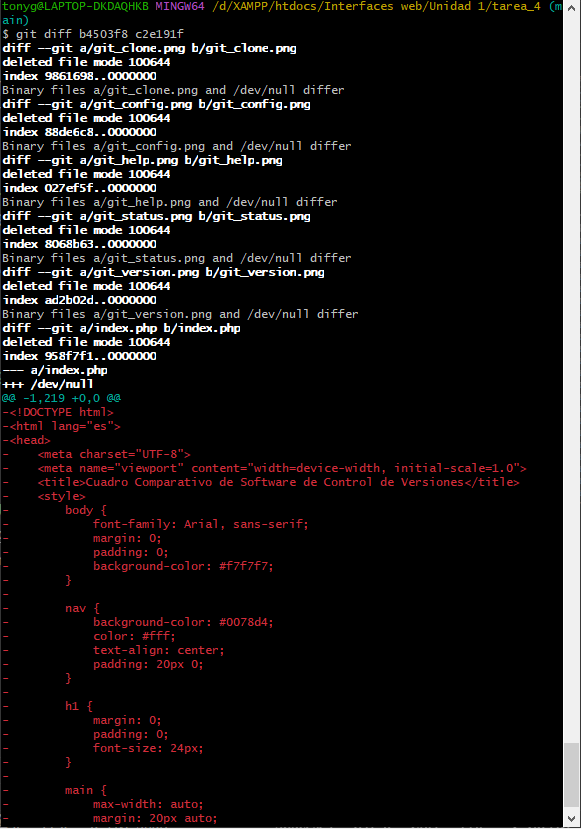 tonyg@LAPTOP-DKDAQHKB MINGW64 /d/XAMPP/htdocs/Interfaces web/Unidad 1/tarea_4 (m
ain)
$ git diff b4503f8 c2e191f
diff --git a/git_clone.png b/git_clone.png
deleted file mode 100644
index 9861698..0000000
Binary files a/git_clone.png and /dev/null differ
diff --git a/git_config.png b/git_config.png
deleted file mode 100644
index 88de6c8..0000000
Binary files a/git_config.png and /dev/null differ
diff --git a/git_help.png b/git_help.png
deleted file mode 100644
index 027ef5f..0000000
Binary files a/git_help.png and /dev/null differ
diff --git a/git_status.png b/git_status.png
deleted file mode 100644
index 8068b63..0000000
Binary files a/git_status.png and /dev/null differ
diff --git a/git_version.png b/git_version.png
deleted file mode 100644
index ad2b02d..0000000
Binary files a/git_version.png and /dev/null differ
diff --git a/index.php b/index.php
deleted file mode 100644
index 958f7f1..0000000
--- a/index.php
+++ /dev/null
@@ -1,219 +0,0 @@
-<!DOCTYPE html>
-<html lang="es">
-<head>
-    <meta charset="UTF-8">
-    <meta name="viewport" content="width=device-width, initial-scale=1.0">
-    <title>Cuadro Comparativo de Software de Control de Versiones</title>
-    <style>
-        body {
-            font-family: Arial, sans-serif;
-            margin: 0;
-            padding: 0;
-            background-color: #f7f7f7;
-        }
-
-        nav {
-            background-color: #0078d4;
-            color: #fff;
-            text-align: center;
-            padding: 20px 0;
-        }
-
-        h1 {
-            margin: 0;
-            padding: 0;
-            font-size: 24px;
-        }
-
-        main {
-            max-width: auto;
-            margin: 20px auto;